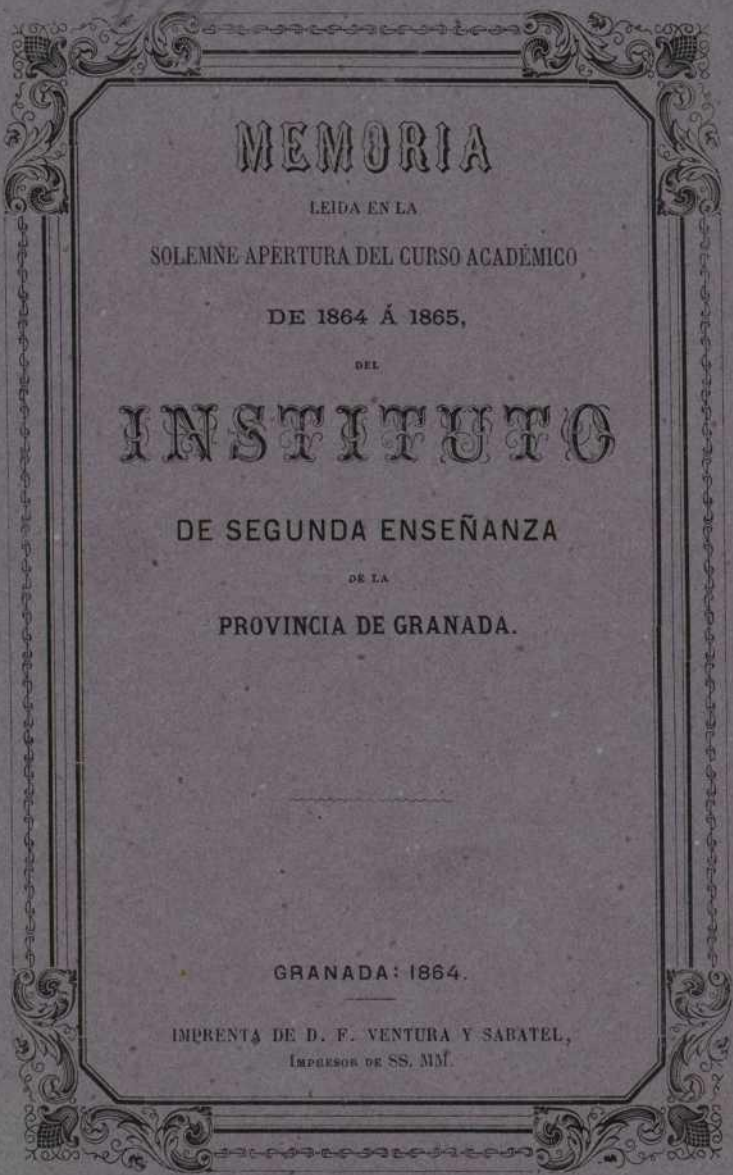 MEMORIA
LEIDA EN LA
SOLEMNE APERTURA DEL CURSO ACADÉMICO
DE 1864 Á 1865,
DEL
INSTITUTO
DE SEGUNDA ENSEÑANZA
DE LA
PROVINCIA DE GRANADA.
GRANADA: 1864.
IMPRENTA DE D. F. VENTURA Y SABATEL,
IMPRESOR DE SS. MM.